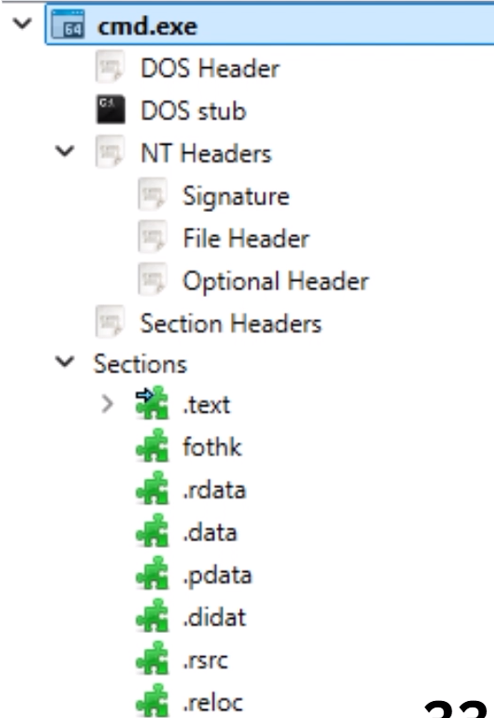 64 cmd.exe
DOS Header
C:\ DOS stub
NT Headers
Signature
File Header
Optional Header
Section Headers
Sections
.text
fothk
.rdata
.data
.pdata
.didat
.rsrc
.reloc